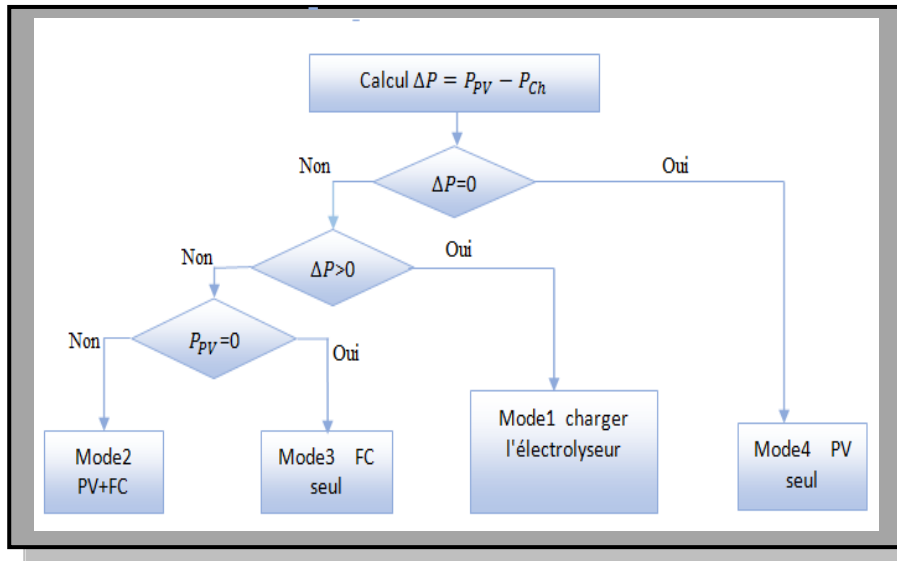 Calcul ΔP = P_PV − P_Ch
Non
Oui
ΔP=0
Non
Oui
ΔP>0
Non
Oui
P_PV=0
Mode2
PV+FC
Mode3 FC
seul
Mode1 charger
l'électrolyseur
Mode4 PV
seul